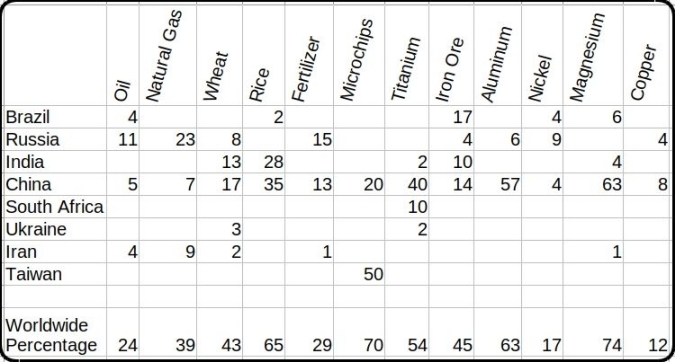 Oil Natural Gas Wheat Rice Fertilizer Microchips Titanium Iron Ore Aluminum Nickel Magnesium Copper
Brazil 4 2 17 4 6
Russia 11 23 8 15 4 6 9 4
India 13 28 2 10 4
China 5 7 17 35 13 20 40 14 57 4 63 8
South Africa 10
Ukraine 3 2
Iran 4 9 2 1 1
Taiwan 50
Worldwide
Percentage 24 39 43 65 29 70 54 45 63 17 74 12